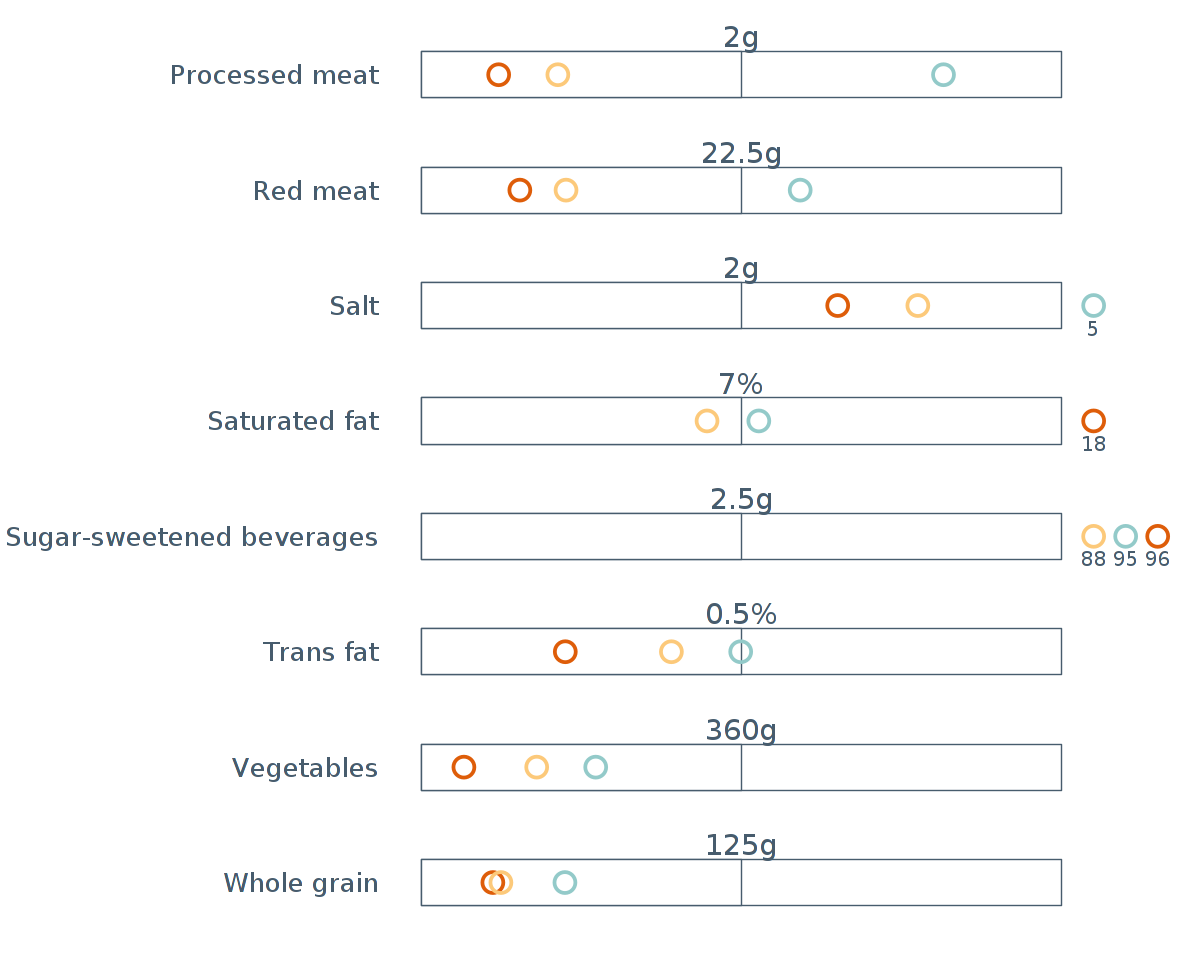 2g
Processed meat
22.5g
Red meat
2g
Salt
5
7%
Saturated fat
18
2.5g
Sugar-sweetened beverages
88 95 96
0.5%
Trans fat
360g
Vegetables
125g
Whole grain